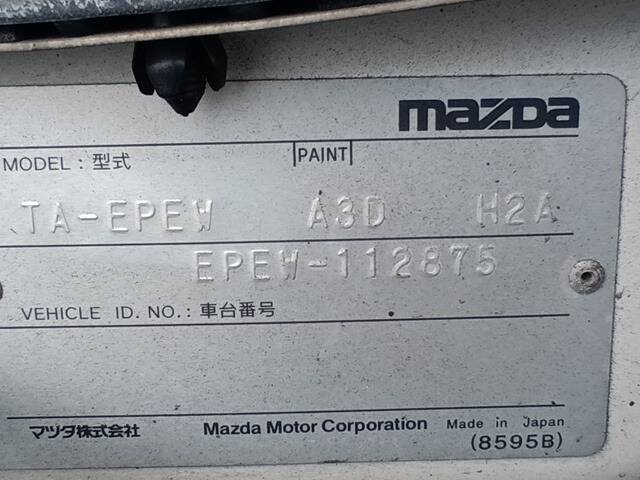 mazda
MODEL : 型式 PAINT
TA-EPEW A3D H2A
EPEW-112875
VEHICLE ID. NO. : 車台番号
マツダ株式会社 Mazda Motor Corporation Made in Japan
(8595B)